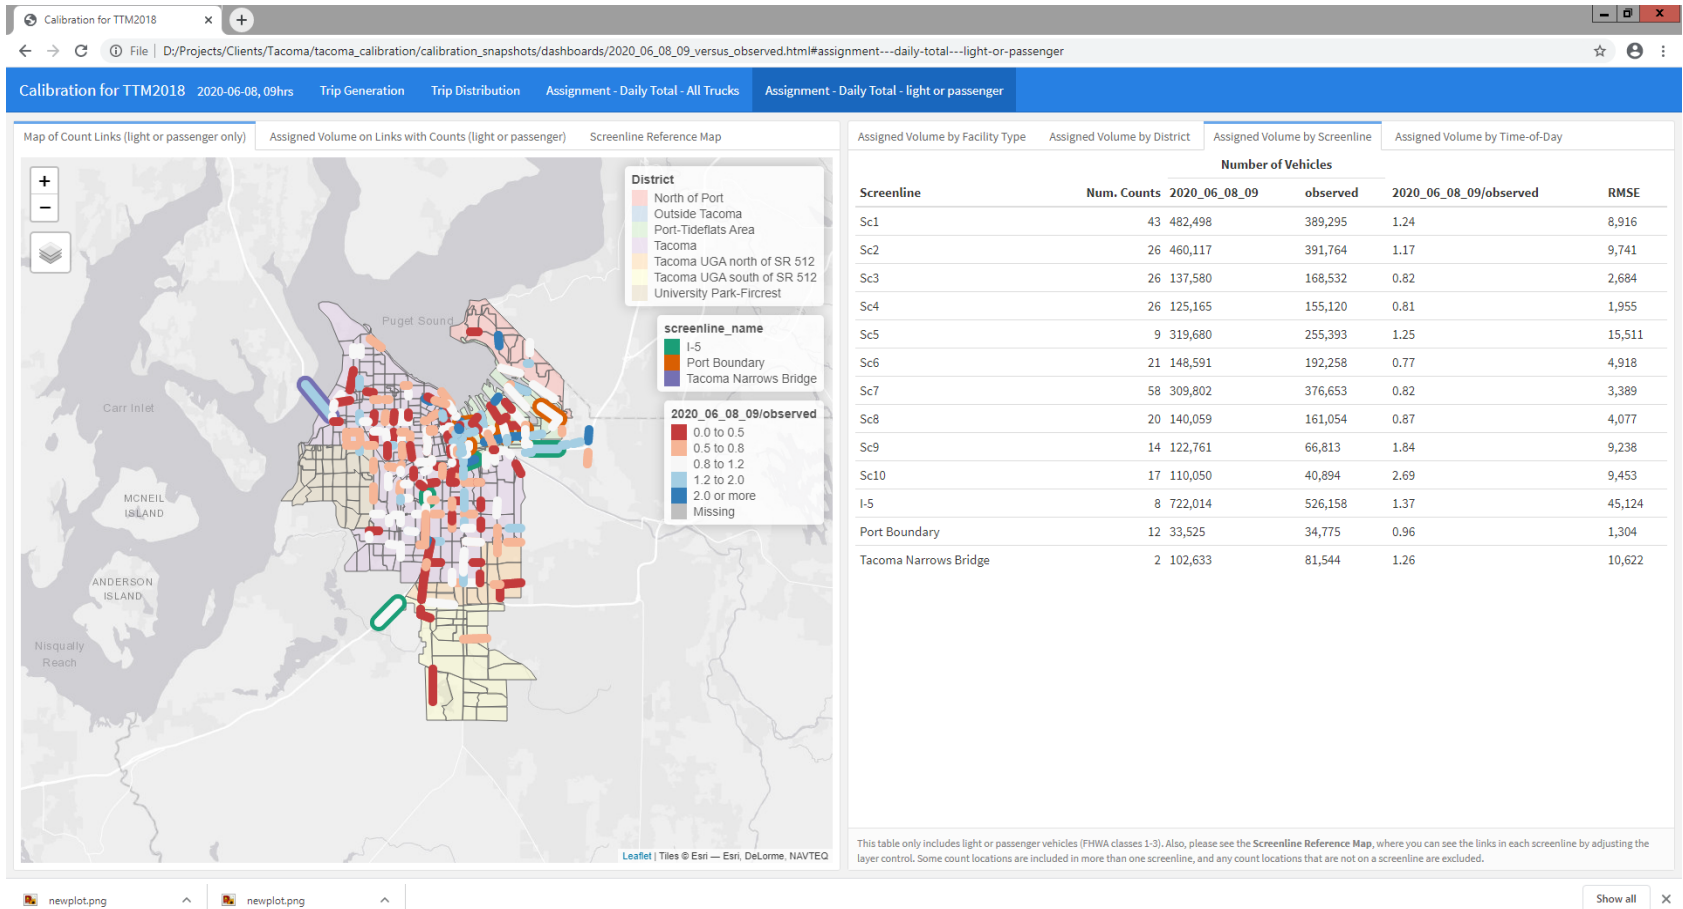 Calibration for TTM2018
File | D:/Projects/Clients/Tacoma/tacoma_calibration/calibration_snapshots/dashboards/2020_06_08_09_versus_observed.html#assignment---daily-total---light-or-passenger
Calibration for TTM2018 2020-06-08, 09hrs Trip Generation Trip Distribution Assignment - Daily Total - All Trucks Assignment - Daily Total - light or passenger
Map of Count Links (light or passenger only) Assigned Volume on Links with Counts (light or passenger) Screenline Reference Map
+
−
District
North of Port
Outside Tacoma
Port-Tideflats Area
Tacoma
Tacoma UGA north of SR 512
Tacoma UGA south of SR 512
University Park-Fircrest
screenline_name
I-5
Port Boundary
Tacoma Narrows Bridge
2020_06_08_09/observed
0.0 to 0.5
0.5 to 0.8
0.8 to 1.2
1.2 to 2.0
2.0 or more
Missing
Puget Sound
Carr Inlet
MCNEIL
ISLAND
ANDERSON
ISLAND
Nisqually
Reach
Leaflet | Tiles © Esri — Esri, DeLorme, NAVTEQ
Assigned Volume by Facility Type Assigned Volume by District Assigned Volume by Screenline Assigned Volume by Time-of-Day
Number of Vehicles
Screenline Num. Counts 2020_06_08_09 observed 2020_06_08_09/observed RMSE
Sc1 43 482,498 389,295 1.24 8,916
Sc2 26 460,117 391,764 1.17 9,741
Sc3 26 137,580 168,532 0.82 2,684
Sc4 26 125,165 155,120 0.81 1,955
Sc5 9 319,680 255,393 1.25 15,511
Sc6 21 148,591 192,258 0.77 4,918
Sc7 58 309,802 376,653 0.82 3,389
Sc8 20 140,059 161,054 0.87 4,077
Sc9 14 122,761 66,813 1.84 9,238
Sc10 17 110,050 40,894 2.69 9,453
I-5 8 722,014 526,158 1.37 45,124
Port Boundary 12 33,525 34,775 0.96 1,304
Tacoma Narrows Bridge 2 102,633 81,544 1.26 10,622
This table only includes light or passenger vehicles (FHWA classes 1-3). Also, please see the Screenline Reference Map, where you can see the links in each screenline by adjusting the
layer control. Some count locations are included in more than one screenline, and any count locations that are not on a screenline are excluded.
newplot.png newplot.png Show all